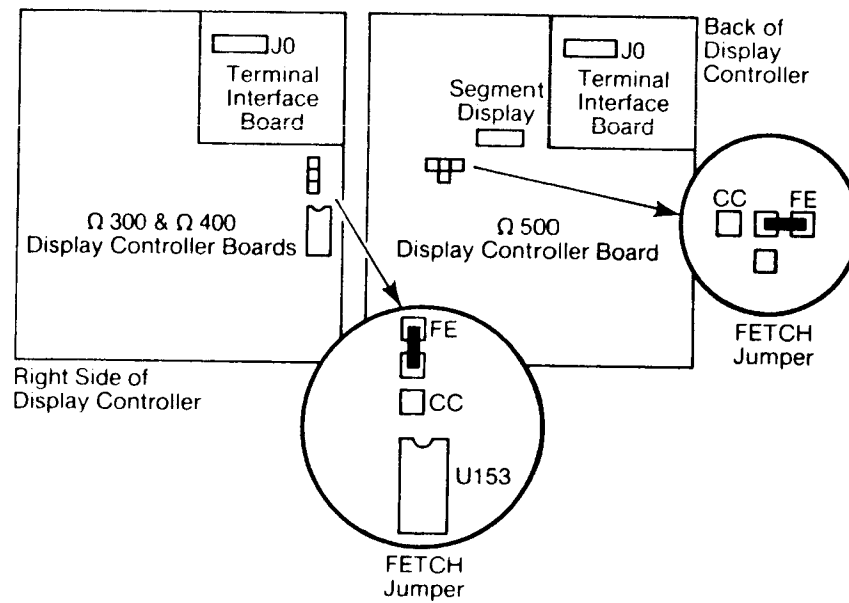 J0
Terminal
Interface
Board
Ω 300 & Ω 400
Display Controller Boards
Right Side of
Display Controller
Segment
Display
J0
Terminal
Interface
Board
Back of
Display
Controller
Ω 500
Display Controller Board
CC
FE
FETCH
Jumper
FE
CC
U153
FETCH
Jumper